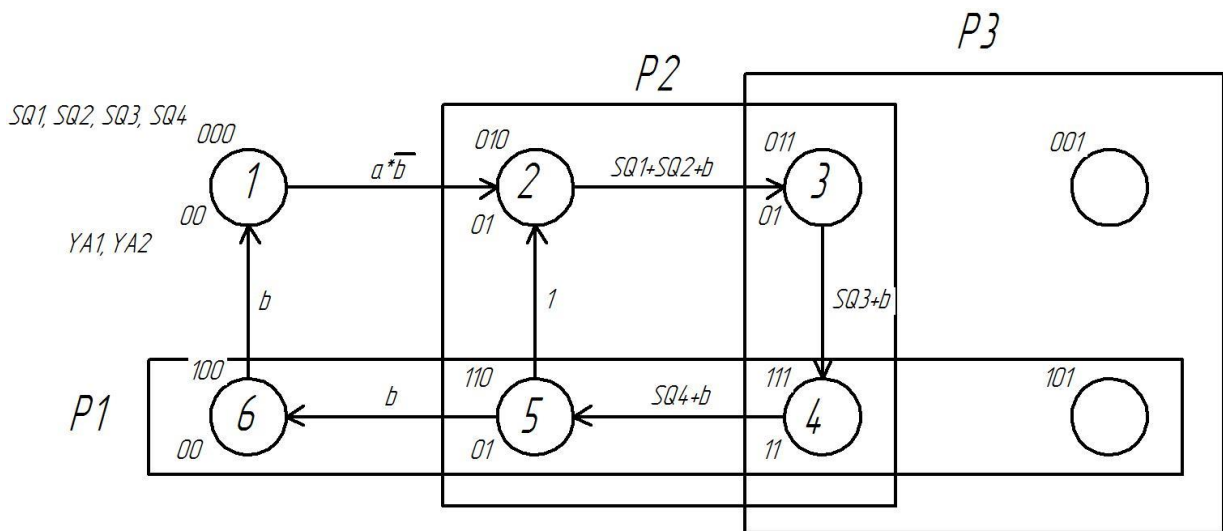 P3
P2
SQ1, SQ2, SQ3, SQ4
000 010 011 001
1 a*b̅ 2 SQ1+SQ2+b 3
00 01 01
YA1, YA2
b 1 SQ3+b
100 110 111 101
P1 6 b 5 SQ4+b 4
00 01 11